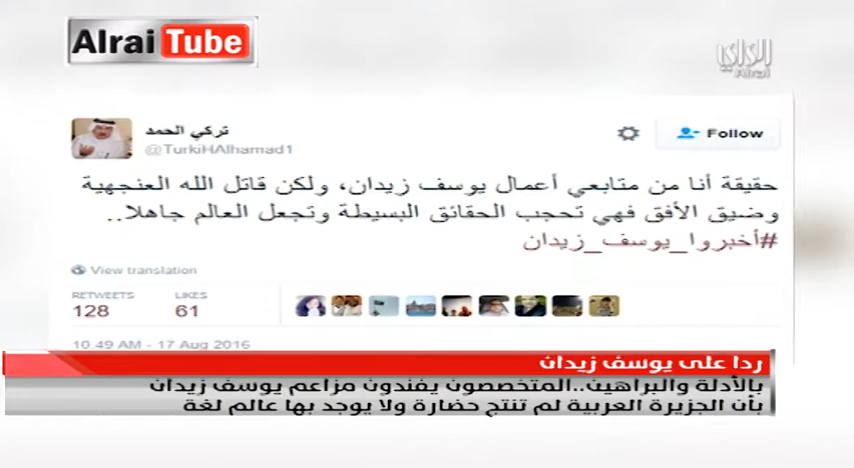 Alrai Tube
الراي
Alrai
تركي الحمد
@TurkiHAlhamad1
Follow
حقيقة أنا من متابعي أعمال يوسف زيدان، ولكن قاتل الله العنجهية
وضيق الأفق فهي تحجب الحقائق البسيطة وتجعل العالم جاهلا..
#أخبروا_يوسف_زيدان
View translation
RETWEETS LIKES
128 61
10:49 AM - 17 Aug 2016
ردا على يوسف زيدان
بالأدلة والبراهين..المتخصصون يفندون مزاعم يوسف زيدان
بأن الجزيرة العربية لم تنتج حضارة ولا يوجد بها عالم لغة